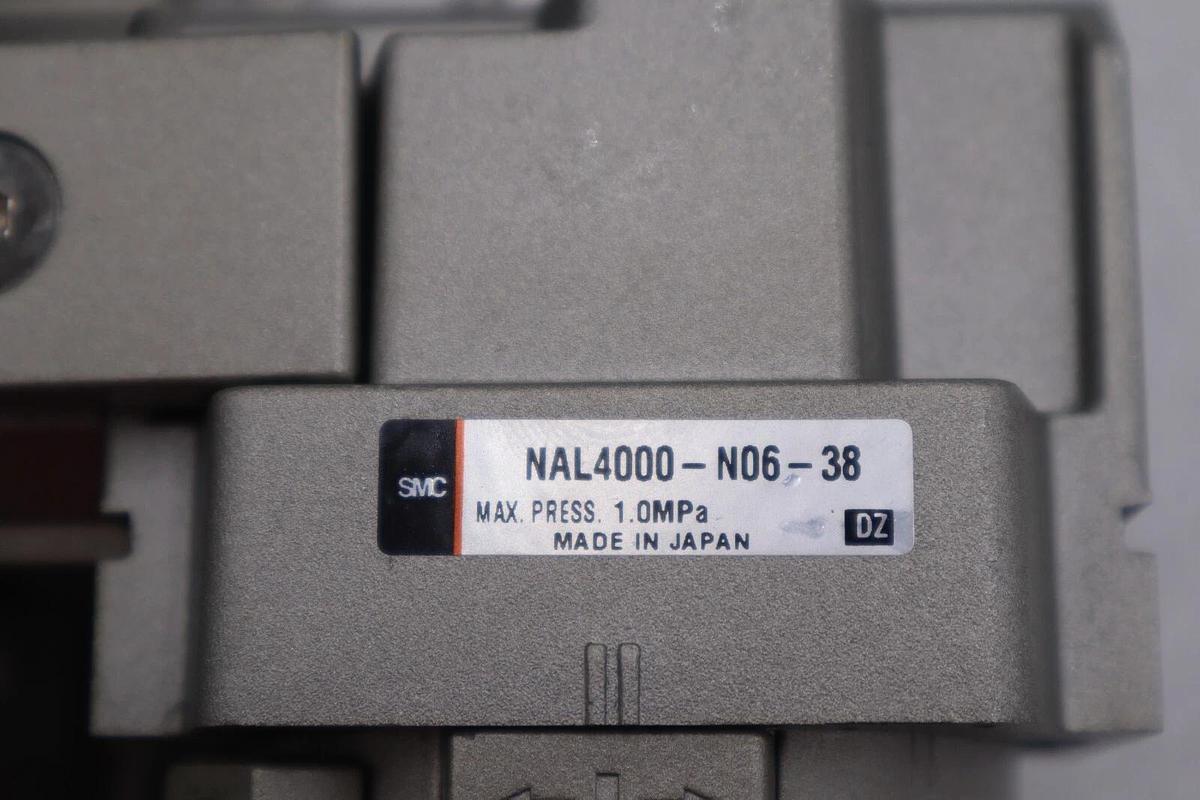 NAL4000-N06-38
SMC
MAX. PRESS. 1.0MPa
DZ
MADE IN JAPAN